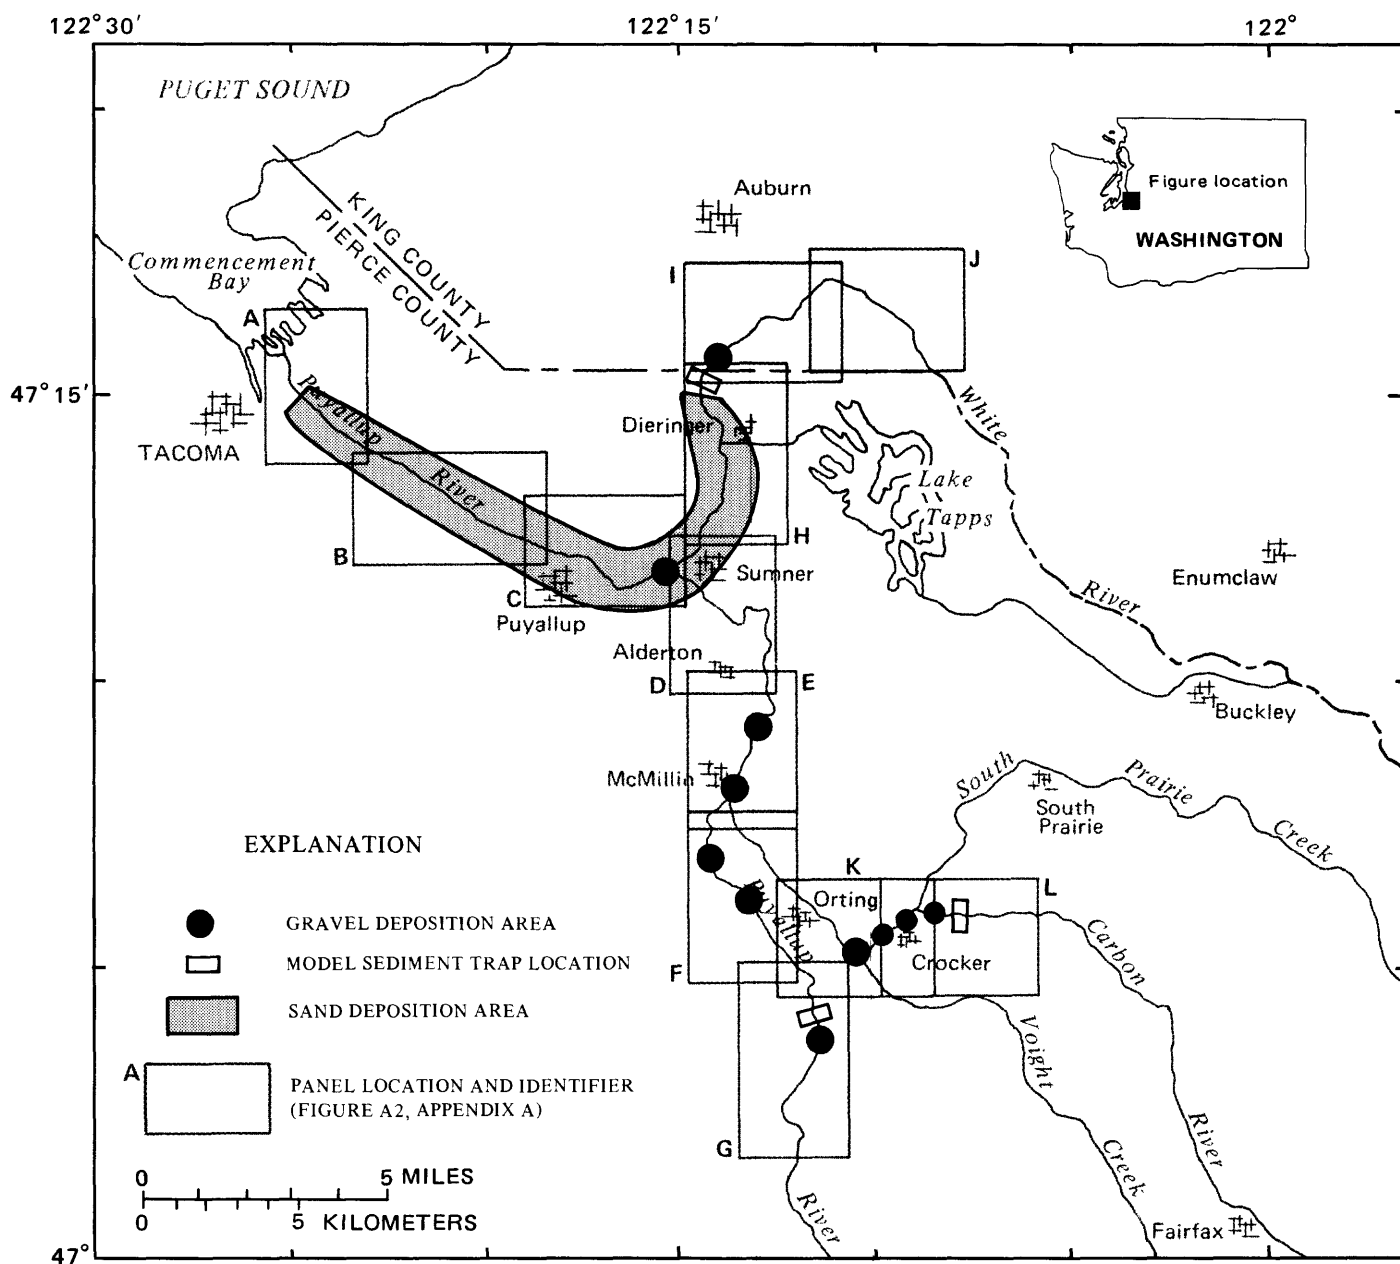 122°30′
122°15′
122°
PUGET SOUND
Auburn
Figure location
WASHINGTON
KING COUNTY
PIERCE COUNTY
Commencement
Bay
I
J
A
47°15′
Puyallup
White
TACOMA
Dieringer
River
Lake
Tapps
B
H
Enumclaw
Sumner
C
River
Puyallup
Alderton
D
E
Buckley
McMillin
South
Prairie
South
Prairie
Creek
EXPLANATION
K
L
Orting
Puyallup
GRAVEL DEPOSITION AREA
Carbon
MODEL SEDIMENT TRAP LOCATION
Crocker
F
SAND DEPOSITION AREA
Voight
A
PANEL LOCATION AND IDENTIFIER
(FIGURE A2, APPENDIX A)
G
River
Creek
0 5 MILES
0 5 KILOMETERS
River
Fairfax
47°